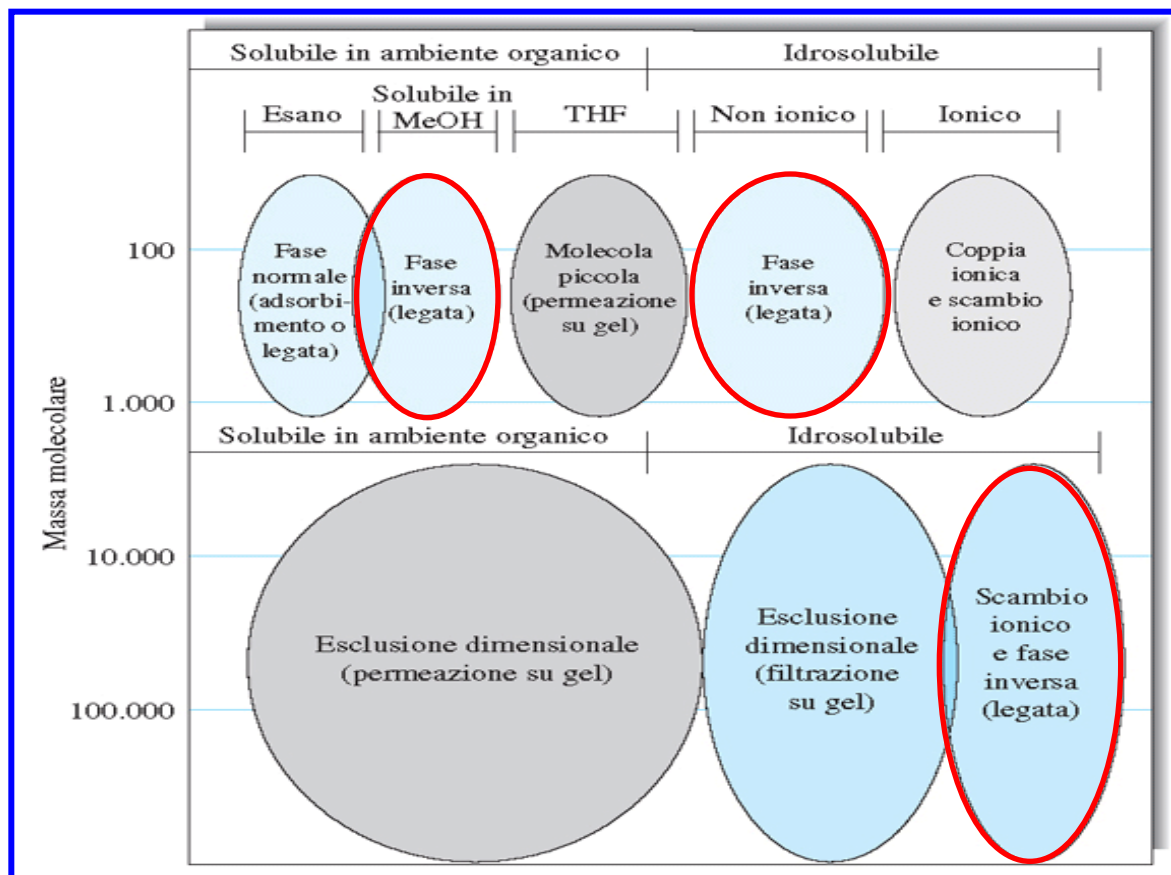 Solubile in ambiente organico
Idrosolubile
Esano
Solubile in
MeOH
THF
Non ionico
Ionico
Fase
normale
(adsorbi-
mento o
legata)
Fase
inversa
(legata)
Molecola
piccola
(permeazione
su gel)
Fase
inversa
(legata)
Coppia
ionica
e scambio
ionico
100
1.000
Massa molecolare
Solubile in ambiente organico
Idrosolubile
10.000
100.000
Esclusione dimensionale
(permeazione su gel)
Esclusione
dimensionale
(filtrazione
su gel)
Scambio
ionico
e fase
inversa
(legata)